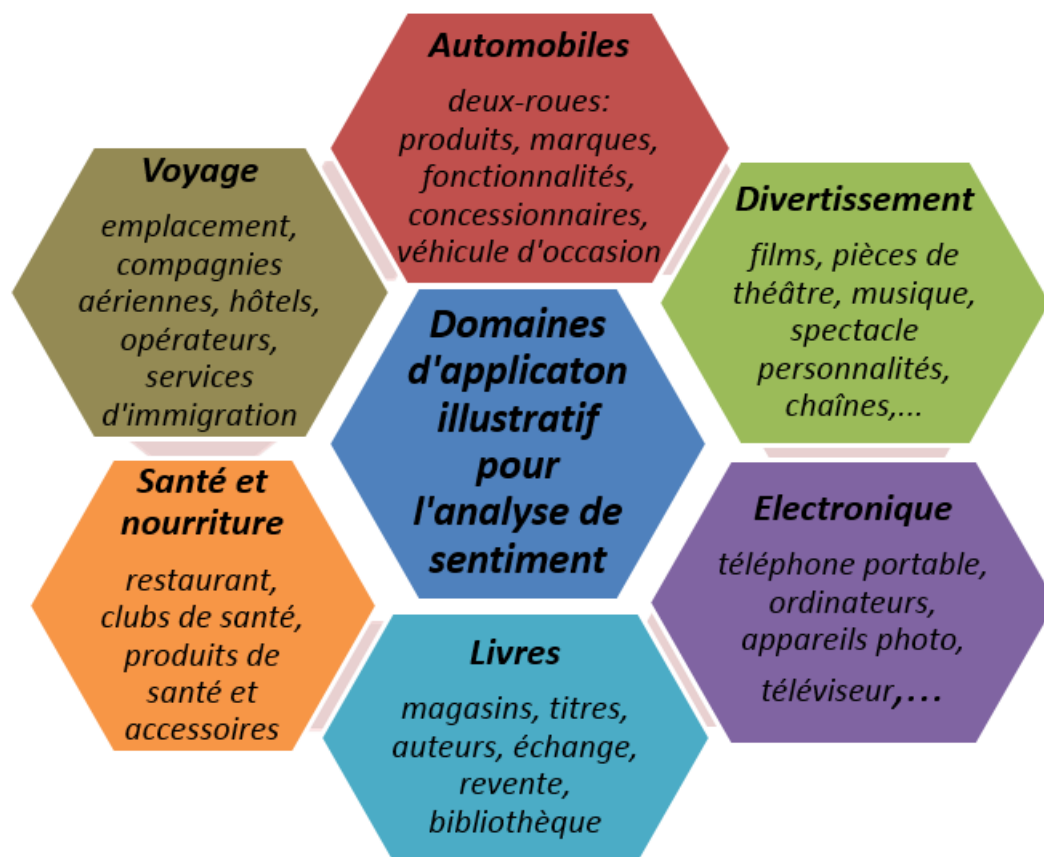 Automobiles
deux-roues:
produits, marques,
fonctionnalités,
concessionnaires,
véhicule d'occasion
Voyage
emplacement,
compagnies
aériennes, hôtels,
opérateurs,
services
d'immigration
Divertissement
films, pièces de
théâtre, musique,
spectacle
personnalités,
chaînes,...
Domaines
d'applicaton
illustratif
pour
l'analyse de
sentiment
Santé et
nourriture
restaurant,
clubs de santé,
produits de
santé et
accessoires
Electronique
téléphone portable,
ordinateurs,
appareils photo,
téléviseur,...
Livres
magasins, titres,
auteurs, échange,
revente,
bibliothèque